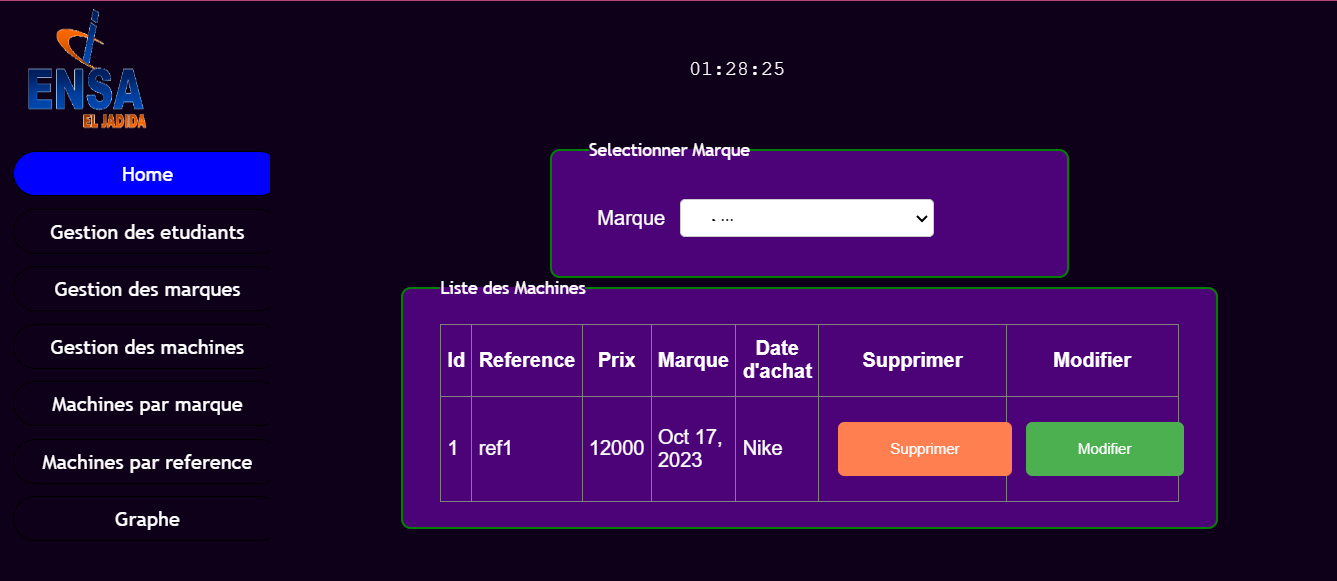 ENSA
EL JADIDA
01:28:25
Home
Gestion des etudiants
Gestion des marques
Gestion des machines
Machines par marque
Machines par reference
Graphe
Selectionner Marque
Marque
Liste des Machines
Id Reference Prix Marque Date d'achat Supprimer Modifier
1 ref1 12000 Oct 17, 2023 Nike Supprimer Modifier